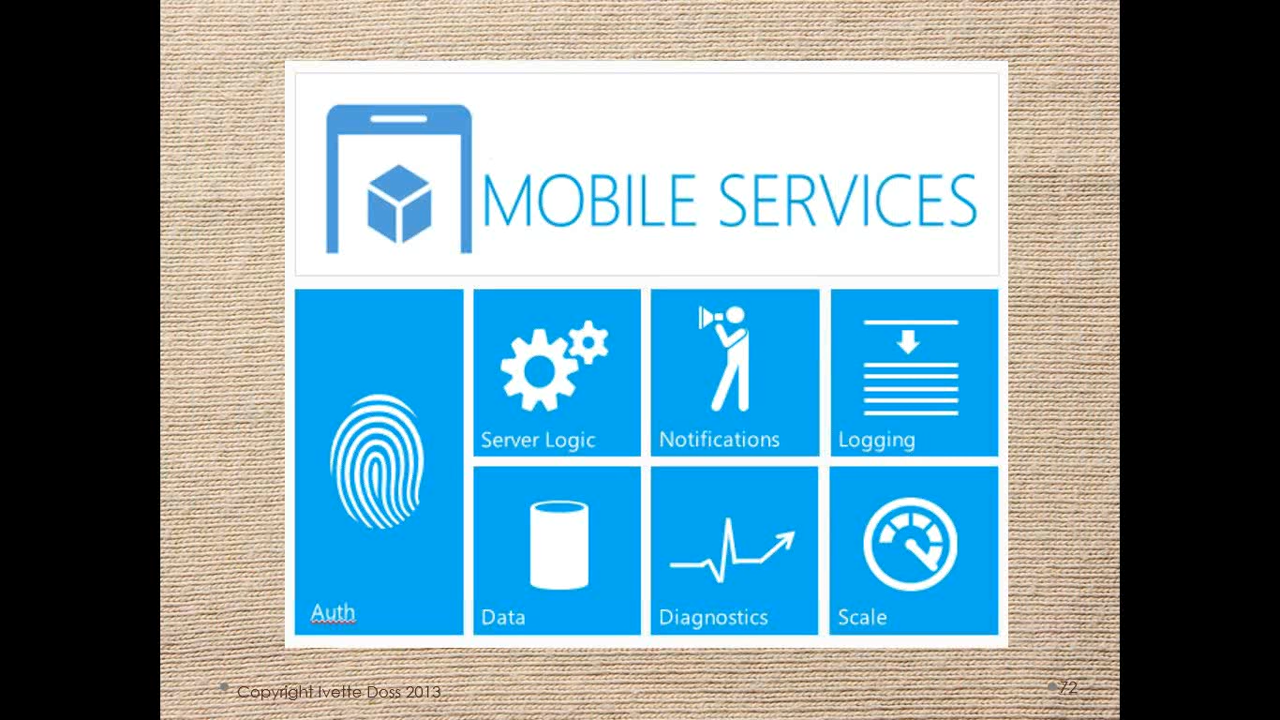 MOBILE SERVICES
Server Logic
Notifications
Logging
Auth
Data
Diagnostics
Scale
Copyright Ivette Doss 2013
72